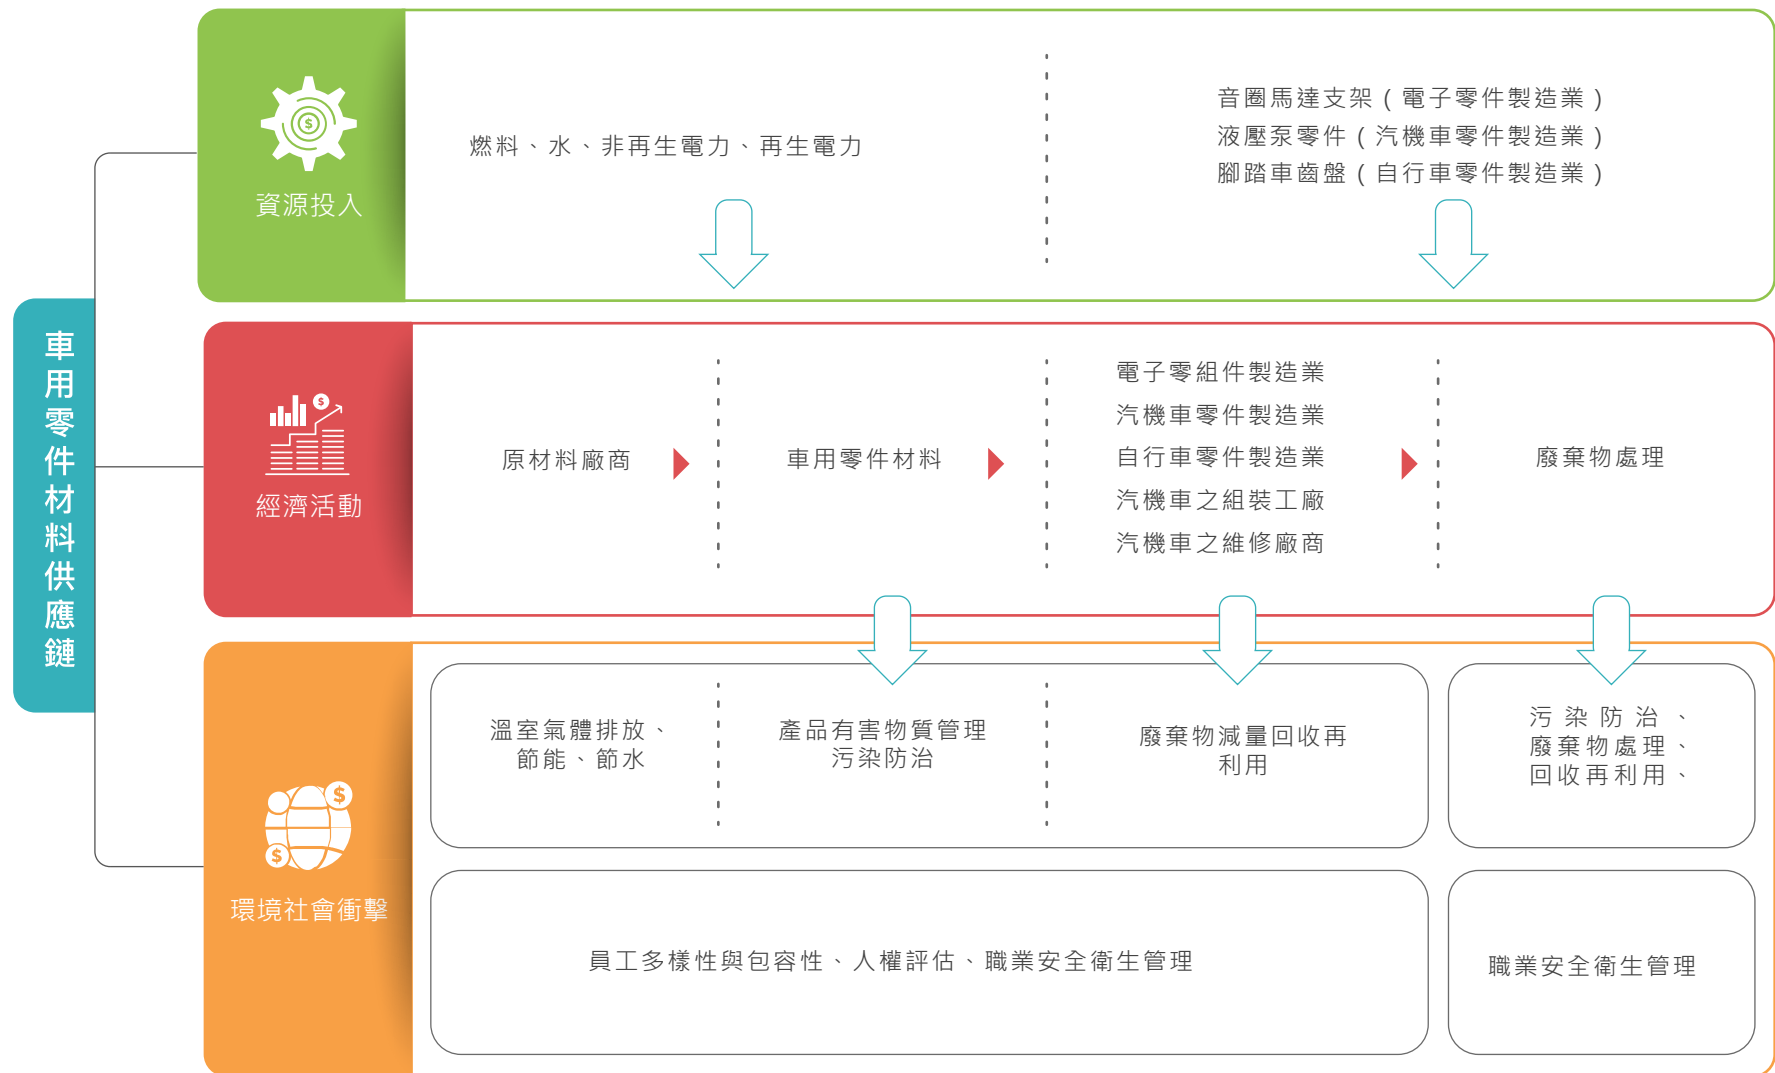 車用零件材料供應鏈
資源投入
燃料、水、非再生電力、再生電力
音圈馬達支架(電子零件製造業)
液壓泵零件(汽機車零件製造業)
腳踏車齒盤(自行車零件製造業)
經濟活動
原材料廠商
車用零件材料
電子零組件製造業
汽機車零件製造業
自行車零件製造業
汽機車之組裝工廠
汽機車之維修廠商
廢棄物處理
環境社會衝擊
溫室氣體排放、
節能、節水
產品有害物質管理
污染防治
廢棄物減量回收再
利用
污染防治、
廢棄物處理、
回收再利用、
員工多樣性與包容性、人權評估、職業安全衛生管理
職業安全衛生管理